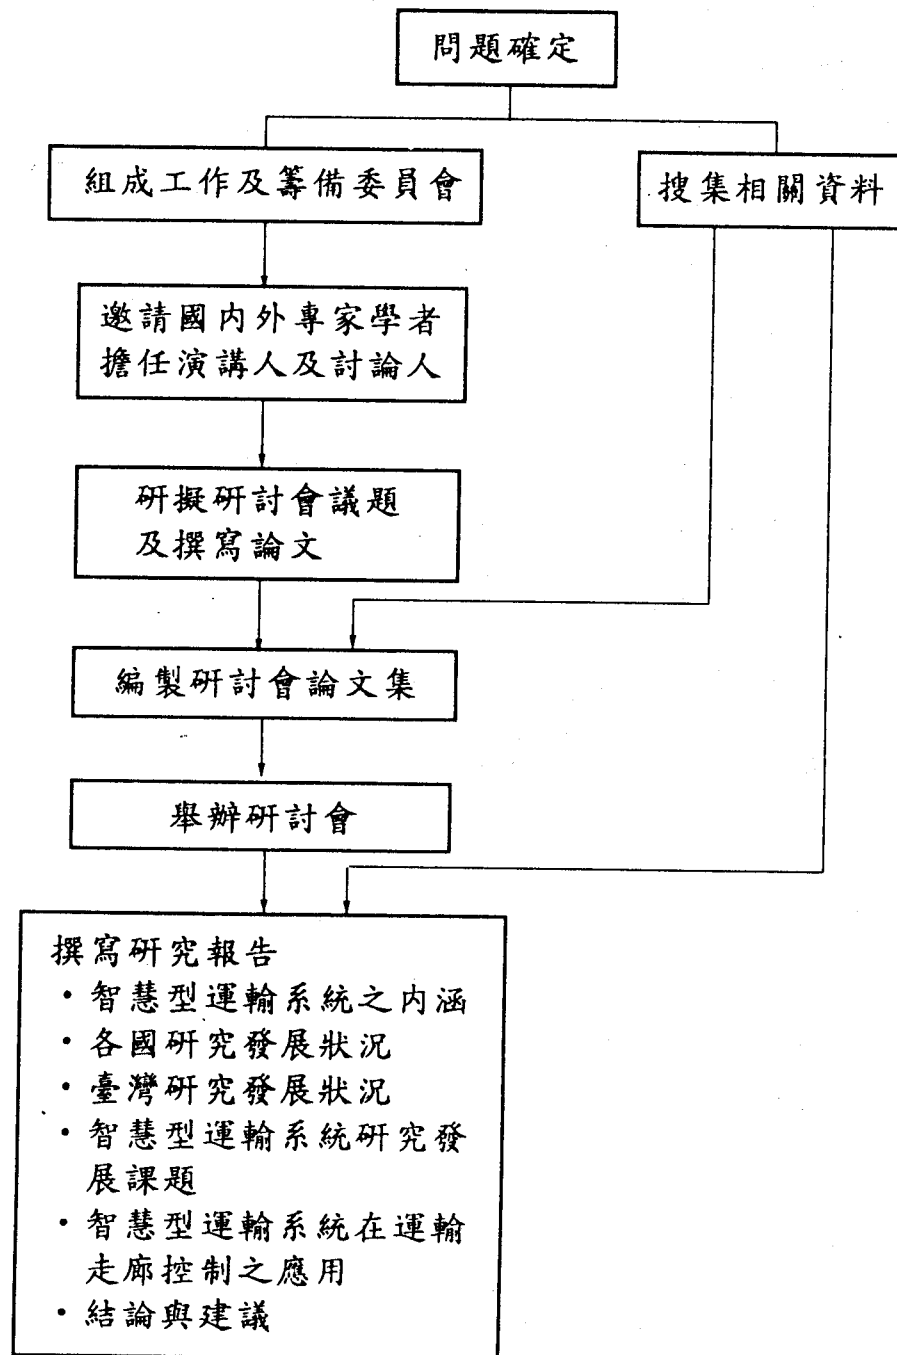 問題確定
組成工作及籌備委員會
搜集相關資料
邀請國內外專家學者
擔任演講人及討論人
研擬研討會議題
及撰寫論文
編製研討會論文集
舉辦研討會
撰寫研究報告
・智慧型運輸系統之內涵
・各國研究發展狀況
・臺灣研究發展狀況
・智慧型運輸系統研究發
展課題
・智慧型運輸系統在運輸
走廊控制之應用
・結論與建議